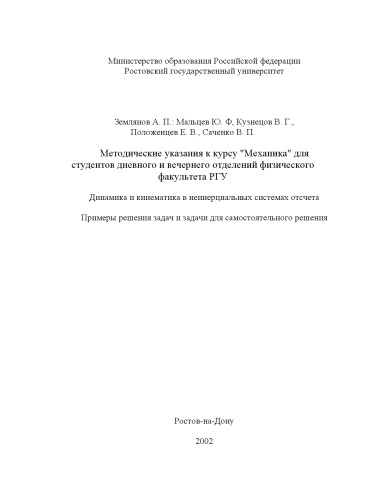 Министерство образования Российской федерации
Ростовский государственный университет
Землянов А. П.: Мальцев Ю. Ф, Кузнецов В. Г.,
Положенцев Е. В., Саченко В. П.
Методические указания к курсу "Механика" для
студентов дневного и вечернего отделений физического
факультета РГУ
Динамика и кинематика в неинерциальных системах отсчета
Примеры решения задач и задачи для самостоятельного решения
Ростов-на-Дону
2002